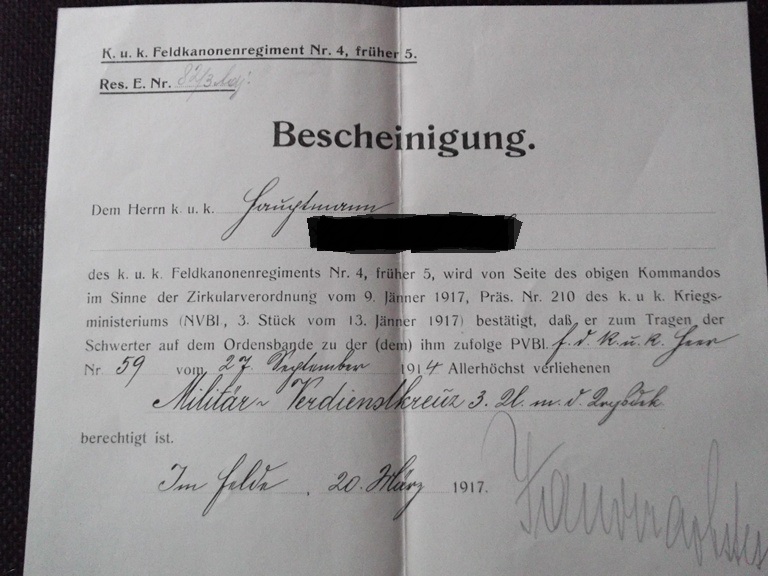 K. u. k. Feldkanonenregiment Nr. 4, früher 5.
Res. E. Nr. 82/3 Adj.
Bescheinigung.
Dem Herrn k. u. k. Hauptmann
des k. u. k. Feldkanonenregiments Nr. 4, früher 5, wird von Seite des obigen Kommandos
im Sinne der Zirkularverordnung vom 9. Jänner 1917, Präs. Nr. 210 des k. u. k. Kriegs-
ministeriums (NVBl, 3. Stück vom 13. Jänner 1917) bestätigt, daß er zum Tragen der
Schwerter auf dem Ordensbande zu der (dem) ihm zufolge PVBl. f. d. k. u. k. Heer
Nr 59 vom 27. September 1914 Allerhöchst verliehenen
Militär-Verdienstkreuz 3. Kl. m. d.
berechtigt ist.
Im Felde, 20. März 1917.